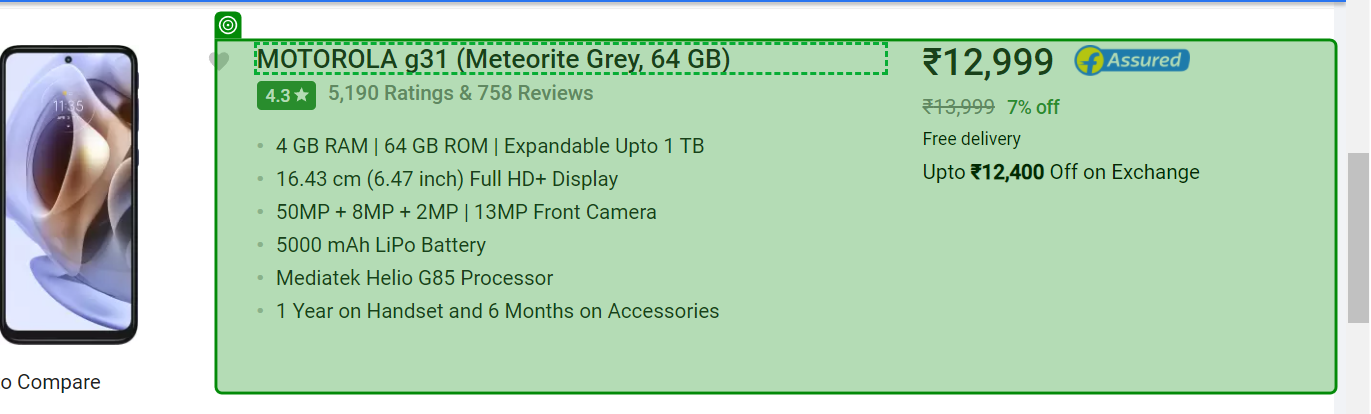 11:35
o Compare
MOTOROLA g31 (Meteorite Grey, 64 GB)
4.3★ 5,190 Ratings & 758 Reviews
• 4 GB RAM | 64 GB ROM | Expandable Upto 1 TB
• 16.43 cm (6.47 inch) Full HD+ Display
• 50MP + 8MP + 2MP | 13MP Front Camera
• 5000 mAh LiPo Battery
• Mediatek Helio G85 Processor
• 1 Year on Handset and 6 Months on Accessories
₹12,999 f Assured
₹13,999 7% off
Free delivery
Upto ₹12,400 Off on Exchange